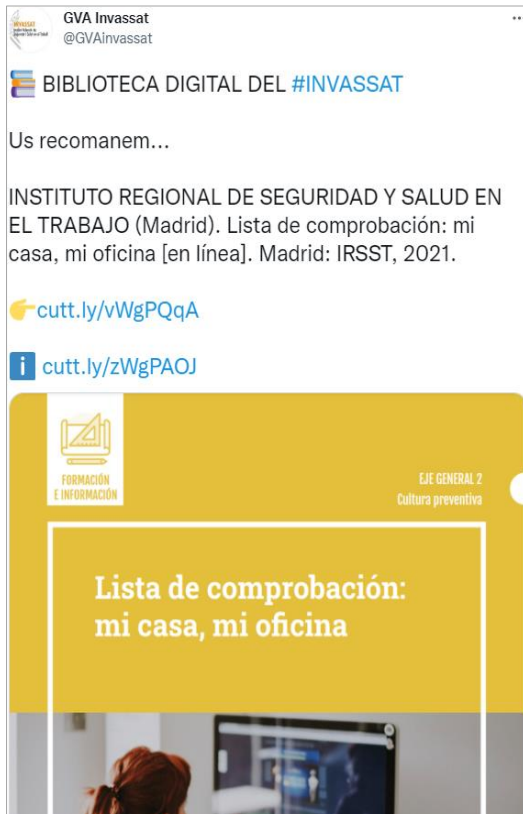 GVA Invassat
@GVAinvassat
BIBLIOTECA DIGITAL DEL #INVASSAT
Us recomanem...
INSTITUTO REGIONAL DE SEGURIDAD Y SALUD EN
EL TRABAJO (Madrid). Lista de comprobación: mi
casa, mi oficina [en línea]. Madrid: IRSST, 2021.
cutt.ly/vWgPQqA
cutt.ly/zWgPAOJ
FORMACIÓN
E INFORMACIÓN
EJE GENERAL 2
Cultura preventiva
Lista de comprobación:
mi casa, mi oficina